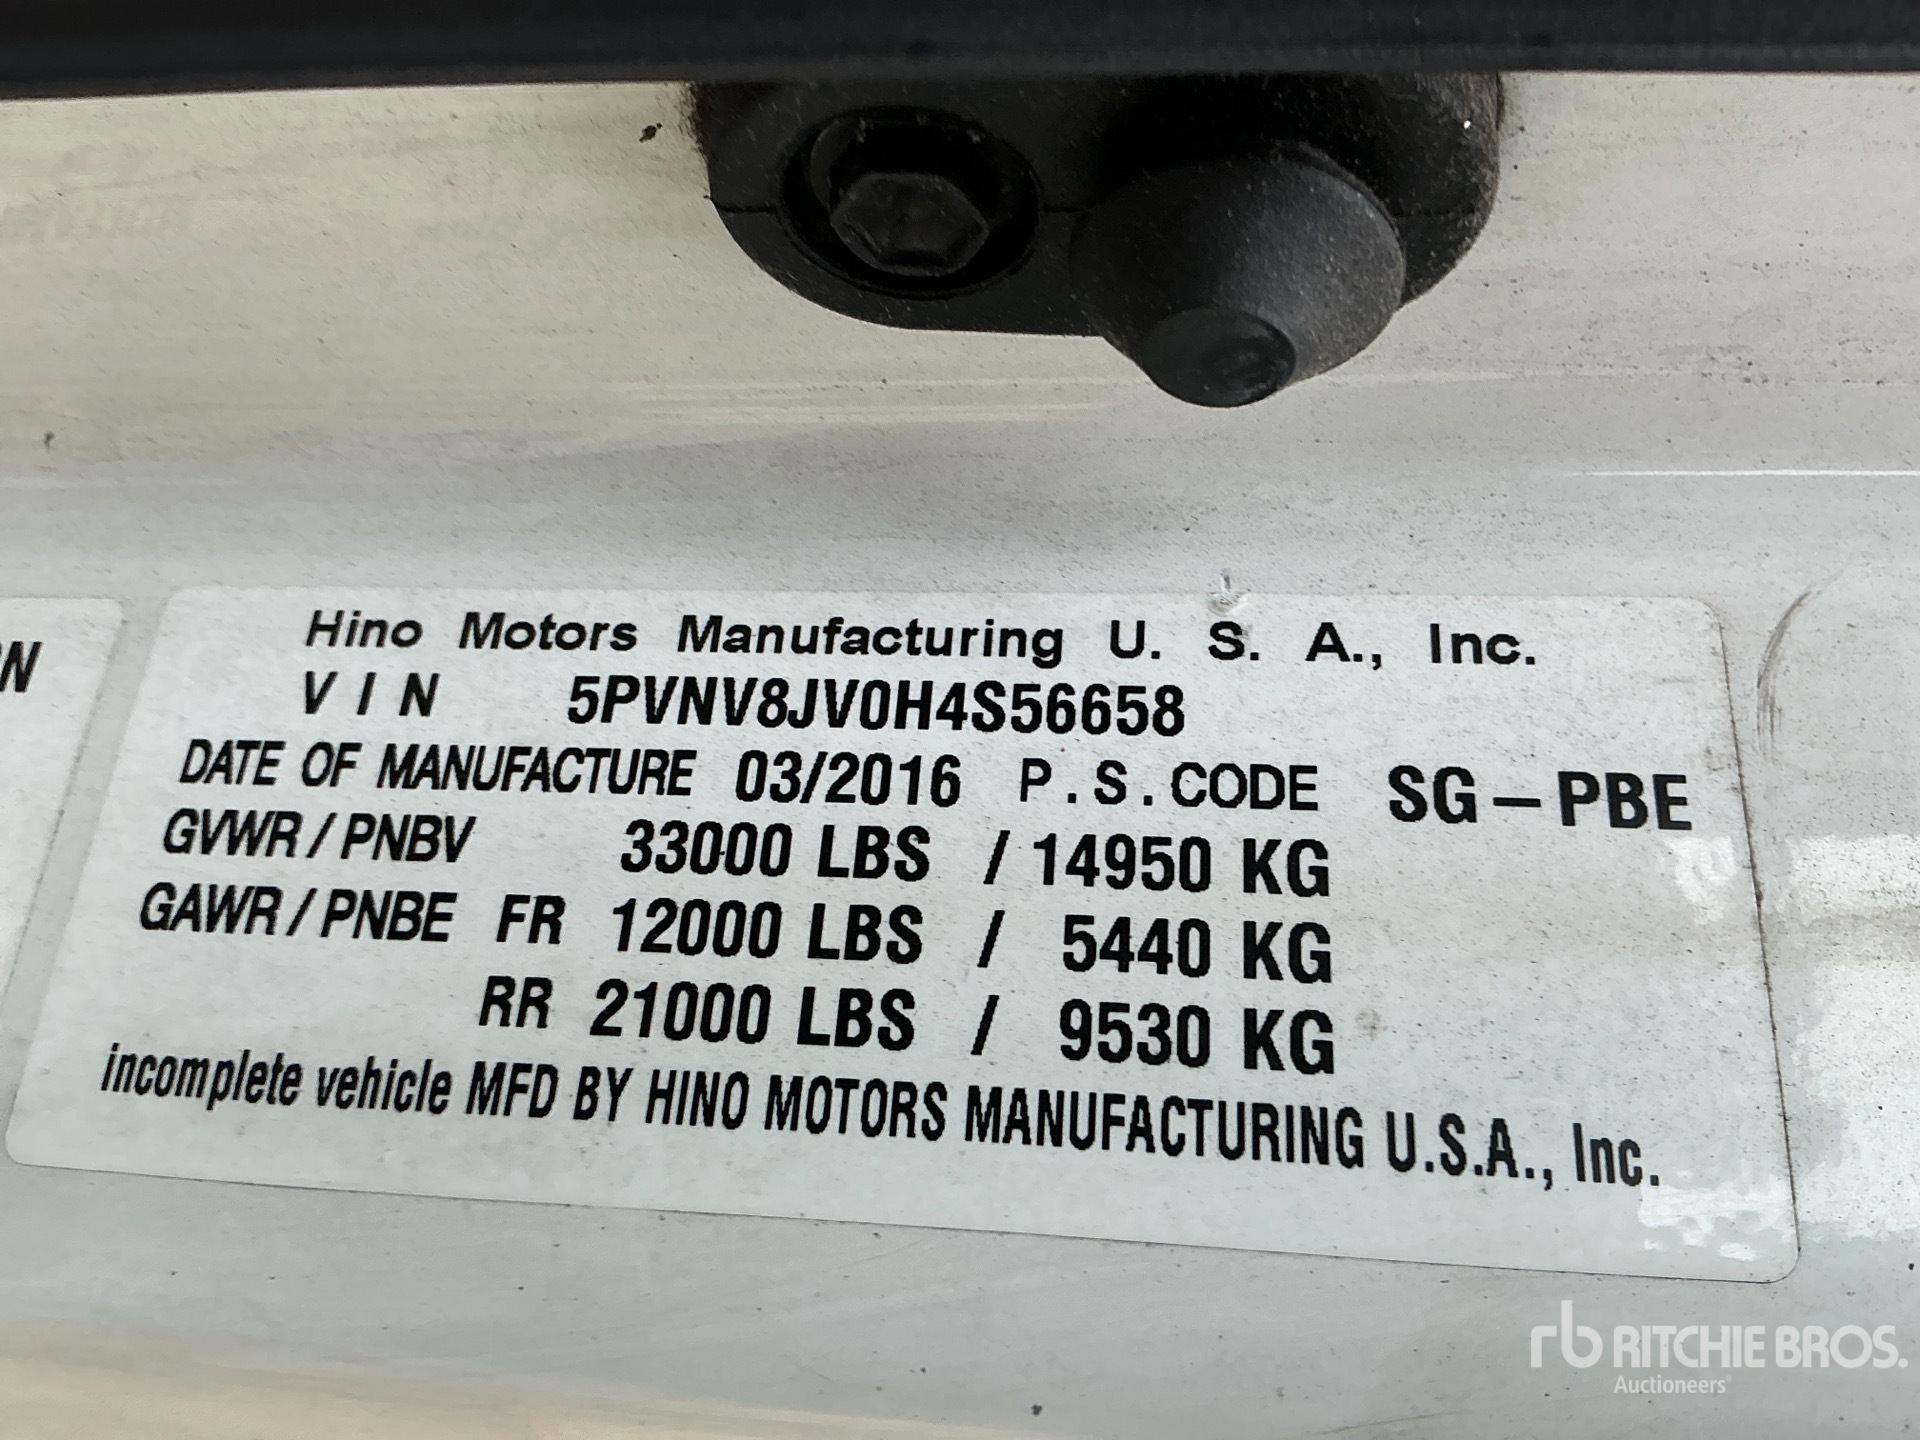 Hino Motors Manufacturing U. S. A., Inc.
VIN 5PVNV8JV0H4S56658
DATE OF MANUFACTURE 03/2016 P.S.CODE SG-PBE
GVWR/PNBV 33000 LBS / 14950 KG
GAWR/PNBE FR 12000 LBS / 5440 KG
RR 21000 LBS / 9530 KG
incomplete vehicle MFD BY HINO MOTORS MANUFACTURING U.S.A., Inc.
rb RITCHIE BROS.
Auctioneers